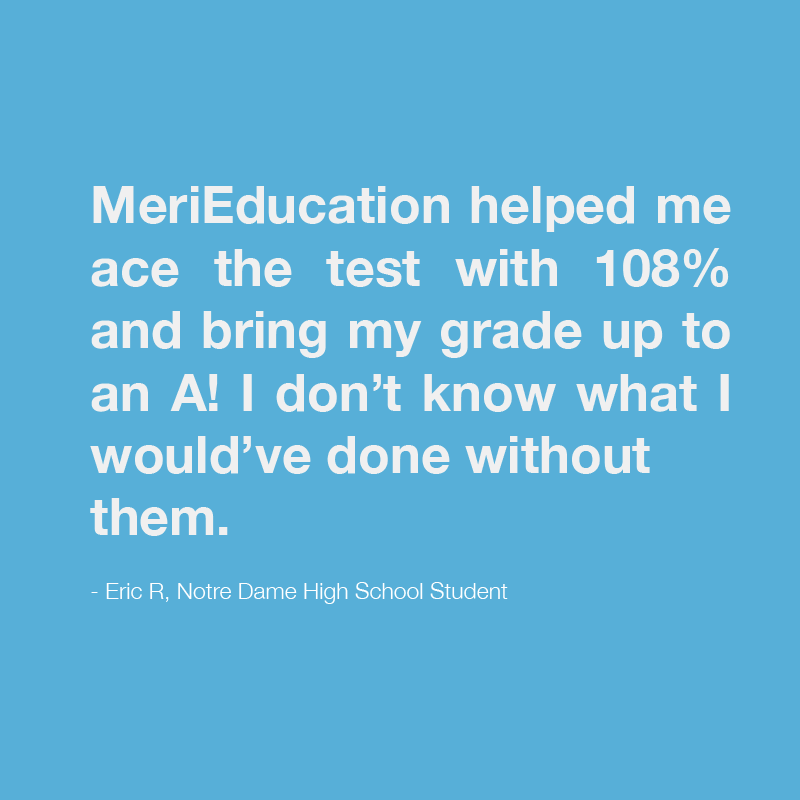 MeriEducation helped me
ace the test with 108%
and bring my grade up to
an A! I don’t know what I
would’ve done without
them.
- Eric R, Notre Dame High School Student